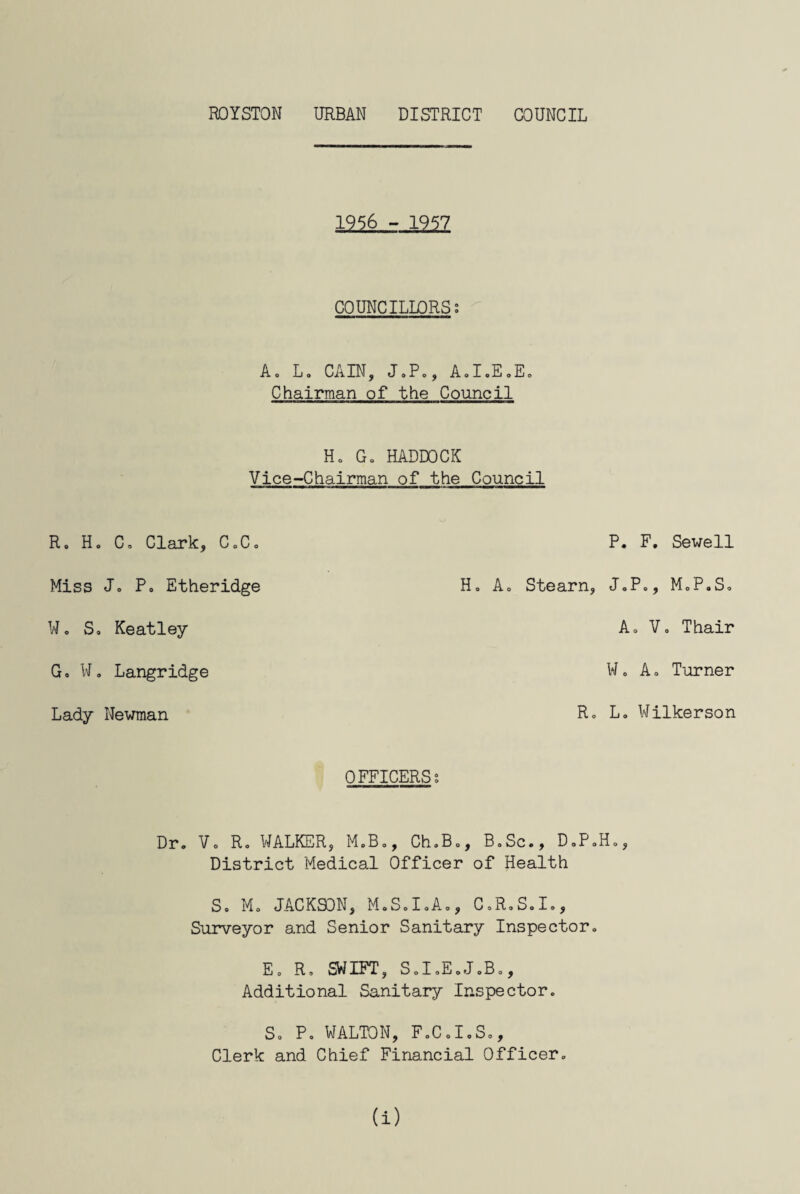 ROYSTON URBAN DISTRICT COUNCIL
1956 - 1957
COUNCILLORS:
A. L. CAIN, J.P., A.I.E.E.
Chairman of the Council
H. G. HADDOCK
Vice-Chairman of the Council
R. H. C. Clark, C.C. P. F. Sewell
Miss J. P. Etheridge H. A. Stearn, J.P., M.P.S.
W. S. Keatley A. V. Thair
G. W. Langridge W. A. Turner
Lady Newman R. L. Wilkerson
OFFICERS:
Dr. V. R. WALKER, M.B., Ch.B., B.Sc., D.P.H.,
District Medical Officer of Health
S. M. JACKSON, M.S.I.A., C.R.S.I.,
Surveyor and Senior Sanitary Inspector.
E. R. SWIFT, S.I.E.J.B.,
Additional Sanitary Inspector.
S. P. WALTON, F.C.I.S.,
Clerk and Chief Financial Officer.
(i)